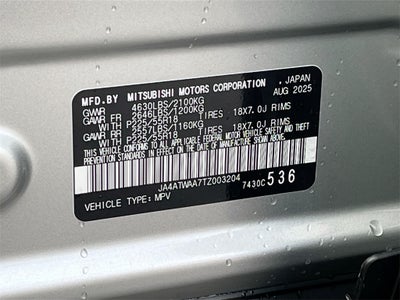 MFD.BY MITSUBISHI MOTORS CORPORATION , JAPAN
GVWR 4630LBS/2100KG AUG 2025
GAWR FR 2646LBS/1200KG
WITH P225/55R18 TIRES 18X7.0J RIMS
GAWR RR 2557LBS/1160KG
WITH P225/55R18 TIRES 18X7.0J RIMS
THIS VEHICLE CONFORMS TO ALL APPLICABLE
FEDERAL MOTOR VEHICLE SAFETY AND
THEFT PREVENTION STANDARDS IN EFFECT ON THE DATE
OF MANUFACTURE SHOWN ABOVE.
JA4ATWAA7TZ003204
VEHICLE TYPE: MPV 7430C 536